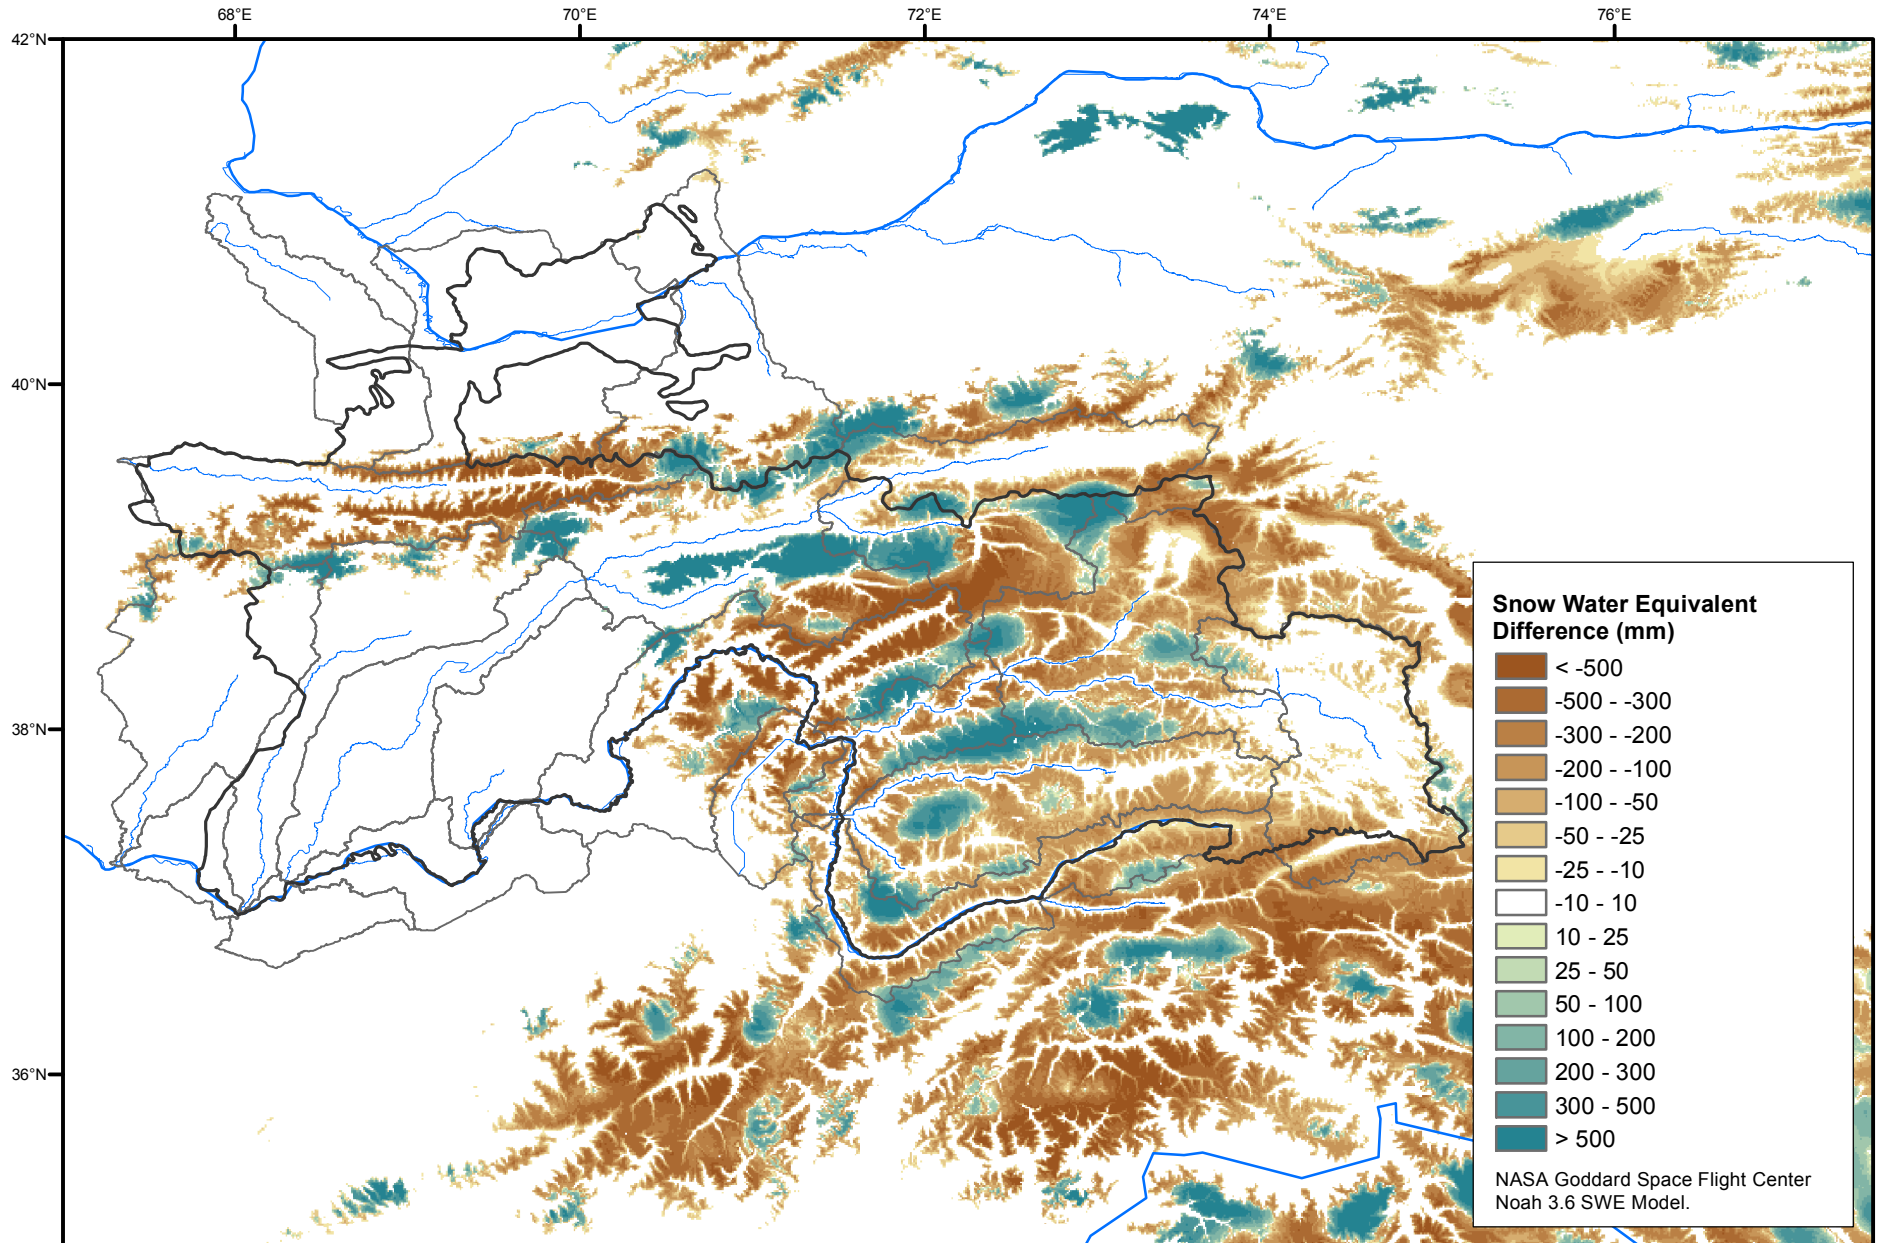 68°E 70°E 72°E 74°E 76°E
42°N
40°N
38°N
36°N
Snow Water Equivalent
Difference (mm)
< -500
-500 - -300
-300 - -200
-200 - -100
-100 - -50
-50 - -25
-25 - -10
-10 - 10
10 - 25
25 - 50
50 - 100
100 - 200
200 - 300
300 - 500
> 500
NASA Goddard Space Flight Center
Noah 3.6 SWE Model.